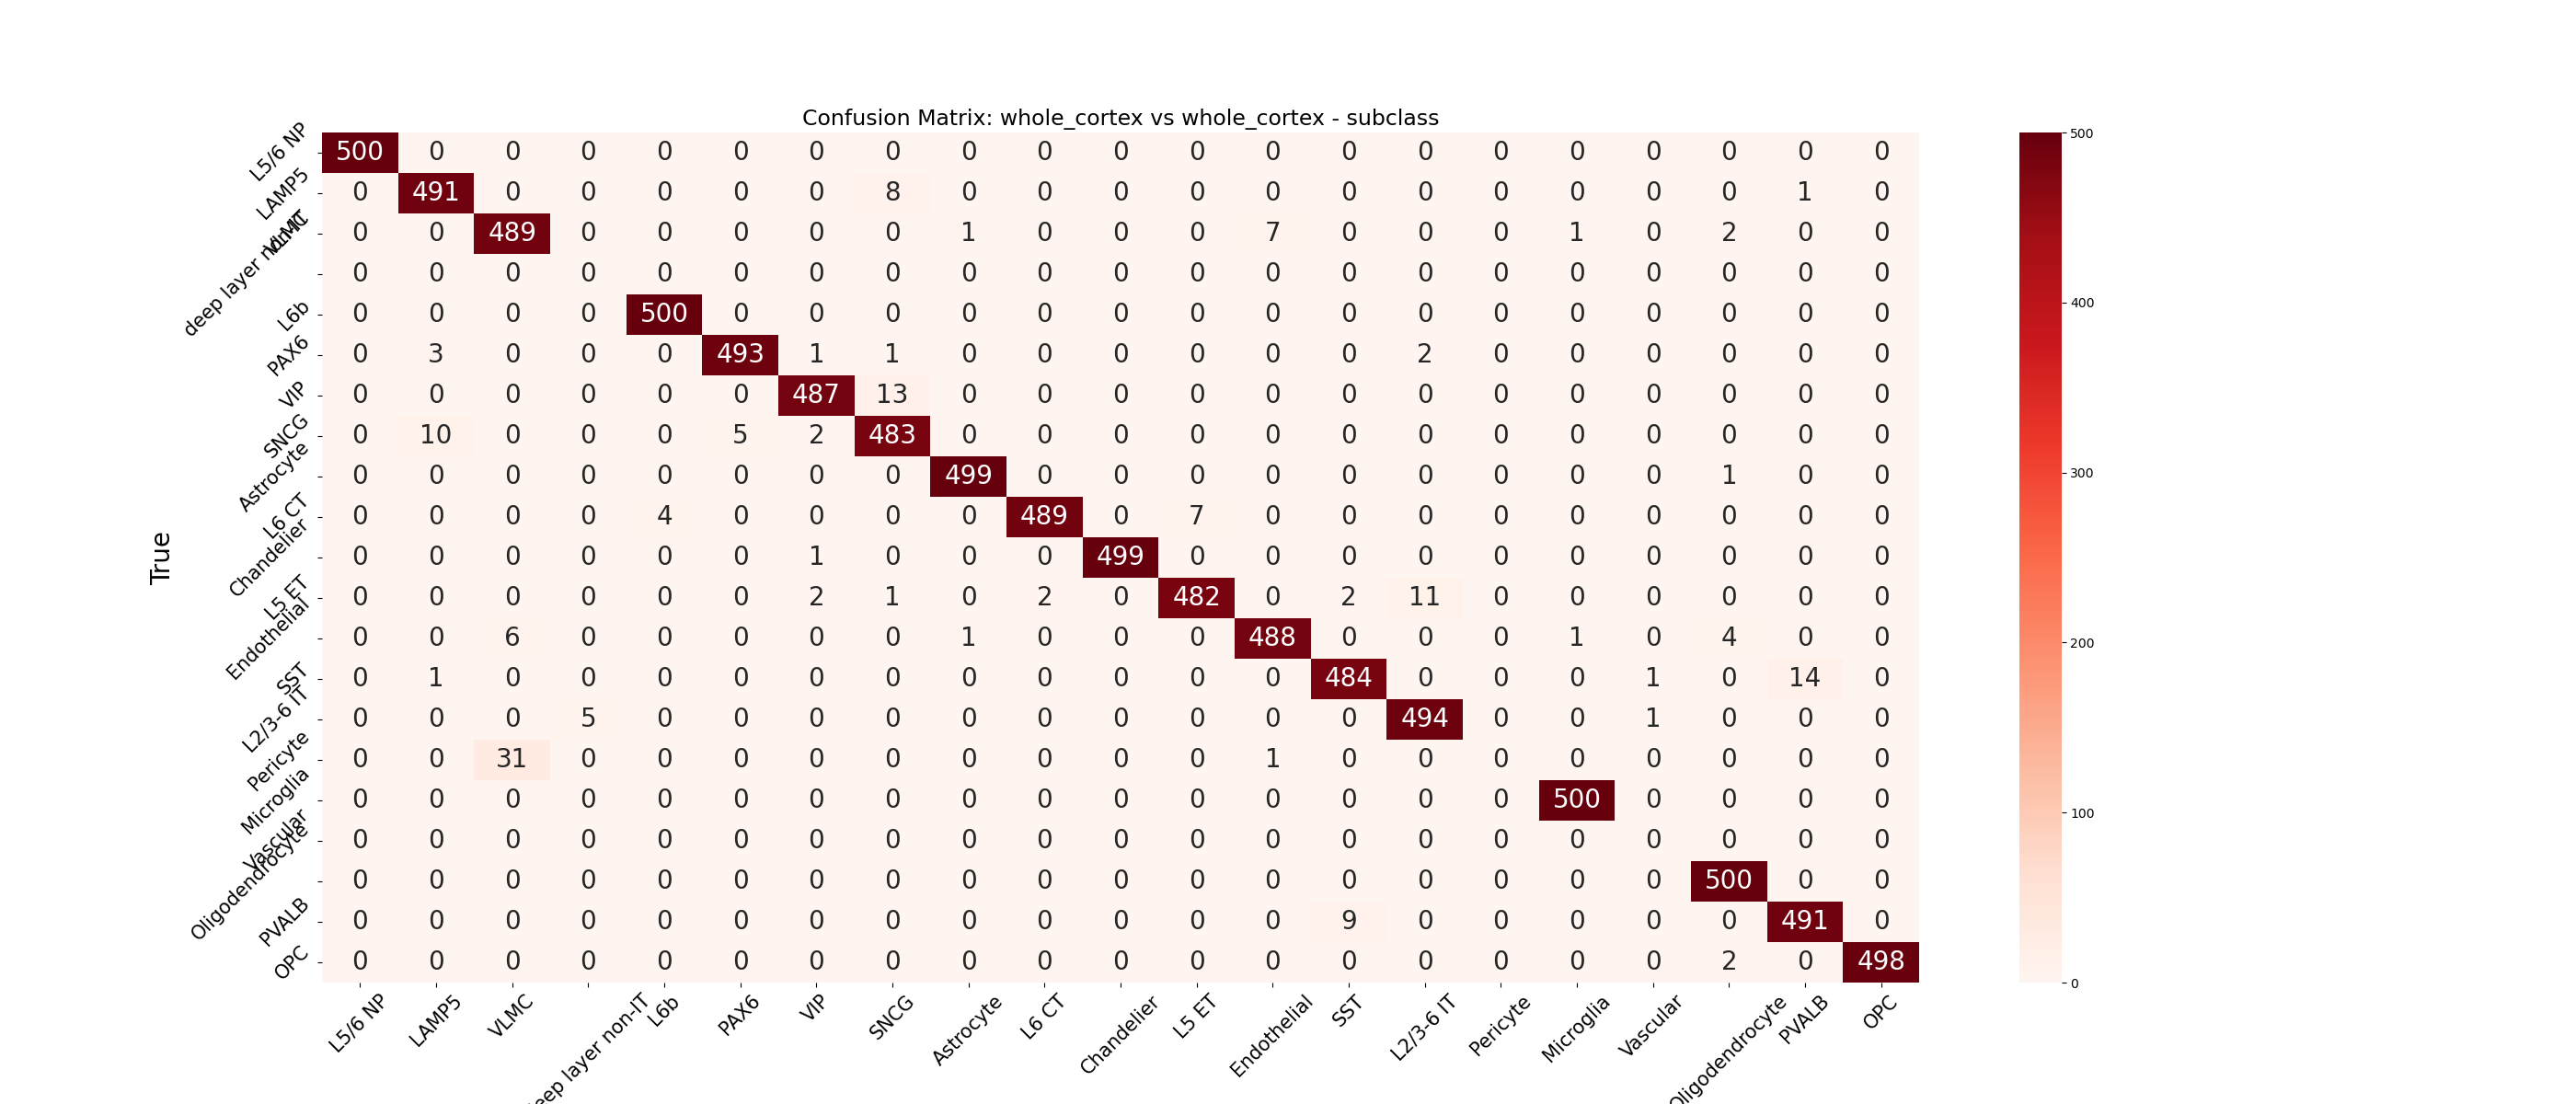 Confusion Matrix: whole_cortex vs whole_cortex - subclass
L5/6 NP 500 0 0 0 0 0 0 0 0 0 0 0 0 0 0 0 0 0 0 0 0
LAMP5 0 491 0 0 0 0 0 8 0 0 0 0 0 0 0 0 0 0 0 1 0
VLMC 0 0 489 0 0 0 0 0 1 0 0 0 7 0 0 0 1 0 2 0 0
deep layer non-IT 0 0 0 0 0 0 0 0 0 0 0 0 0 0 0 0 0 0 0 0 0
L6b 0 0 0 0 500 0 0 0 0 0 0 0 0 0 0 0 0 0 0 0 0
PAX6 0 3 0 0 0 493 1 1 0 0 0 0 0 0 2 0 0 0 0 0 0
VIP 0 0 0 0 0 0 487 13 0 0 0 0 0 0 0 0 0 0 0 0 0
SNCG 0 10 0 0 0 5 2 483 0 0 0 0 0 0 0 0 0 0 0 0 0
Astrocyte 0 0 0 0 0 0 0 0 499 0 0 0 0 0 0 0 0 0 1 0 0
L6 CT 0 0 0 0 4 0 0 0 0 489 0 7 0 0 0 0 0 0 0 0 0
Chandelier 0 0 0 0 0 0 1 0 0 0 499 0 0 0 0 0 0 0 0 0 0
L5 ET 0 0 0 0 0 0 2 1 0 2 0 482 0 2 11 0 0 0 0 0 0
Endothelial 0 0 6 0 0 0 0 0 1 0 0 0 488 0 0 0 1 0 4 0 0
SST 0 1 0 0 0 0 0 0 0 0 0 0 0 484 0 0 0 1 0 14 0
L2/3-6 IT 0 0 0 5 0 0 0 0 0 0 0 0 0 0 494 0 0 1 0 0 0
Pericyte 0 0 31 0 0 0 0 0 0 0 0 0 1 0 0 0 0 0 0 0 0
Microglia 0 0 0 0 0 0 0 0 0 0 0 0 0 0 0 0 500 0 0 0 0
Vascular 0 0 0 0 0 0 0 0 0 0 0 0 0 0 0 0 0 0 0 0 0
Oligodendrocyte 0 0 0 0 0 0 0 0 0 0 0 0 0 0 0 0 0 0 500 0 0
PVALB 0 0 0 0 0 0 0 0 0 0 0 0 0 9 0 0 0 0 0 491 0
OPC 0 0 0 0 0 0 0 0 0 0 0 0 0 0 0 0 0 0 2 0 498
True
L5/6 NP LAMP5 VLMC deep layer non-IT L6b PAX6 VIP SNCG Astrocyte L6 CT Chandelier L5 ET Endothelial SST L2/3-6 IT Pericyte Microglia Vascular Oligodendrocyte PVALB OPC
500
400
300
200
100
0